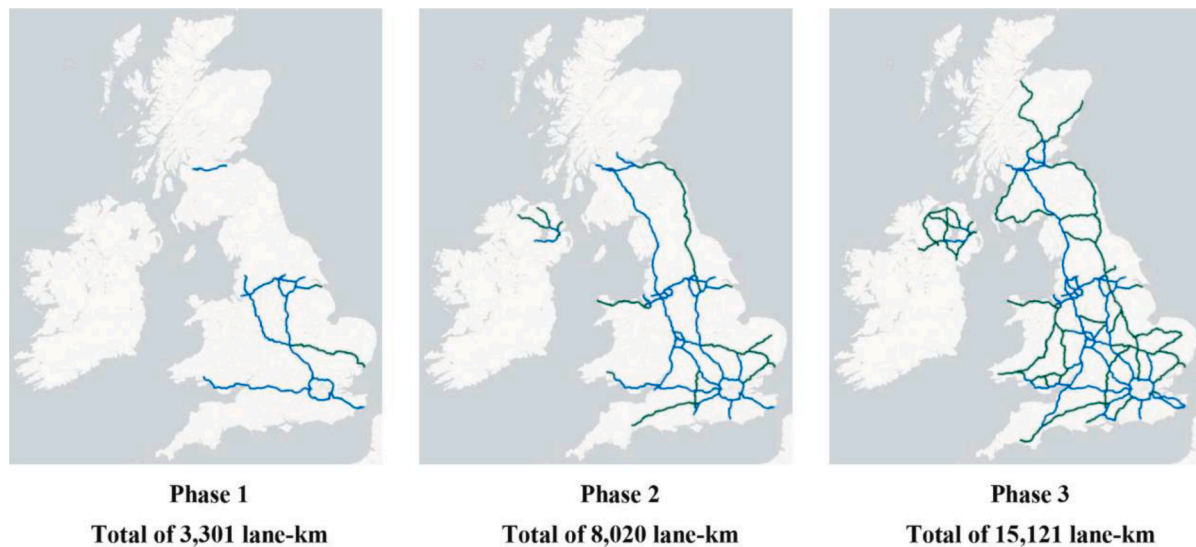 Phase 1
Total of 3,301 lane-km
Phase 2
Total of 8,020 lane-km
Phase 3
Total of 15,121 lane-km